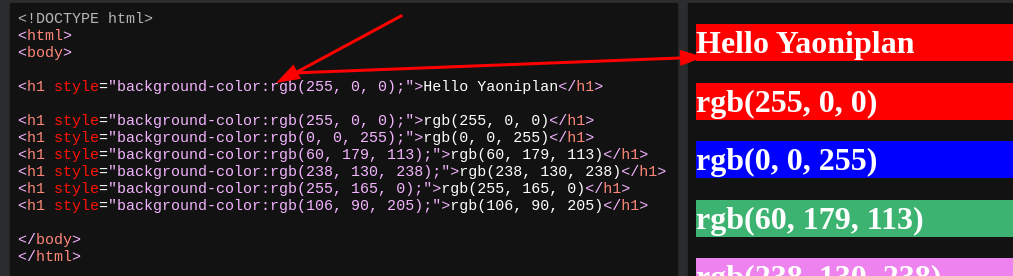 <!DOCTYPE html>
<html>
<body>
<h1 style="background-color:rgb(255, 0, 0);">Hello Yaoniplan</h1>
<h1 style="background-color:rgb(255, 0, 0);">rgb(255, 0, 0)</h1>
<h1 style="background-color:rgb(0, 0, 255);">rgb(0, 0, 255)</h1>
<h1 style="background-color:rgb(60, 179, 113);">rgb(60, 179, 113)</h1>
<h1 style="background-color:rgb(238, 130, 238);">rgb(238, 130, 238)</h1>
<h1 style="background-color:rgb(255, 165, 0);">rgb(255, 165, 0)</h1>
<h1 style="background-color:rgb(106, 90, 205);">rgb(106, 90, 205)</h1>
</body>
</html>
Hello Yaoniplan
rgb(255, 0, 0)
rgb(0, 0, 255)
rgb(60, 179, 113)
rgb(238, 130, 238)